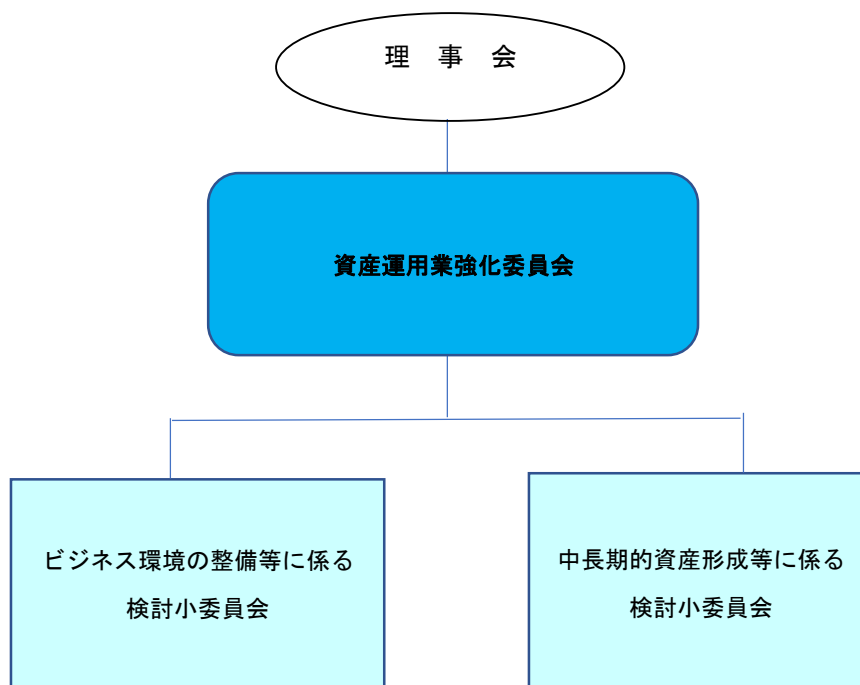 理　事　会
資産運用業強化委員会
ビジネス環境の整備等に係る
検討小委員会
中長期的資産形成等に係る
検討小委員会